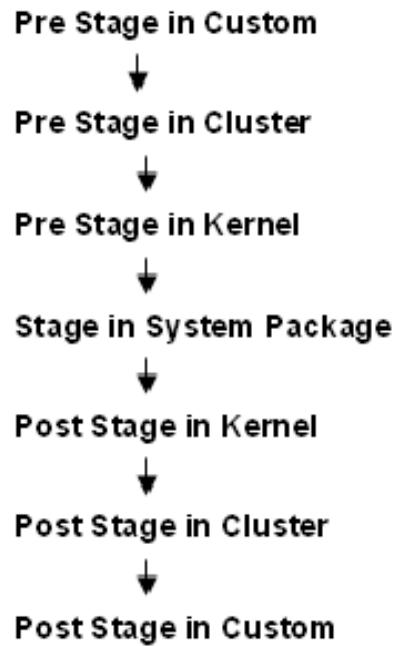 Pre Stage in Custom
Pre Stage in Cluster
Pre Stage in Kernel
Stage in System Package
Post Stage in Kernel
Post Stage in Cluster
Post Stage in Custom